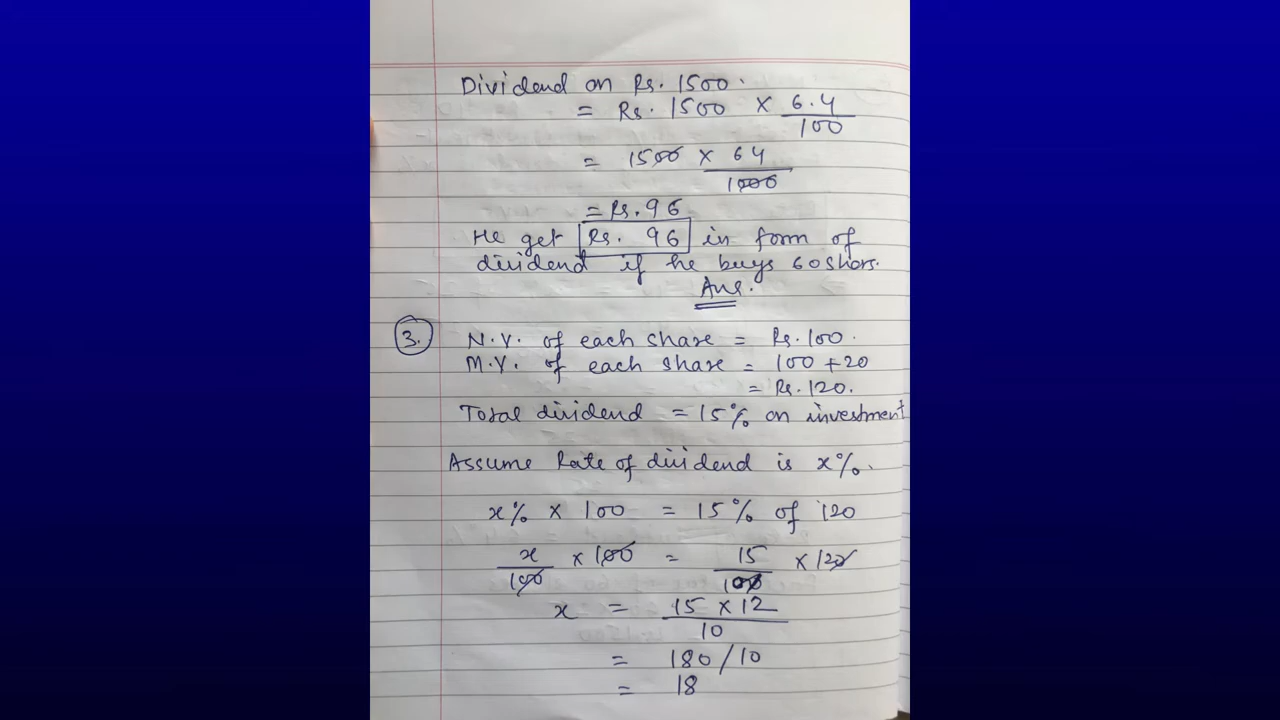 Dividend on Rs. 1500.
= Rs. 1500 × 6.4/100
= 1500 × 64/1000
= Rs. 96
He get Rs. 96 in form of
dividend if he buys 60 shars.
Ans.
3. N.V. of each share = Rs. 100.
M.V. of each share = 100 + 20
= Rs. 120.
Total dividend = 15% on investment
Assume Rate of dividend is x%.
x% × 100 = 15% of 120
x/100 × 100 = 15/100 × 120
x = 15 × 12/10
= 180/10
= 18